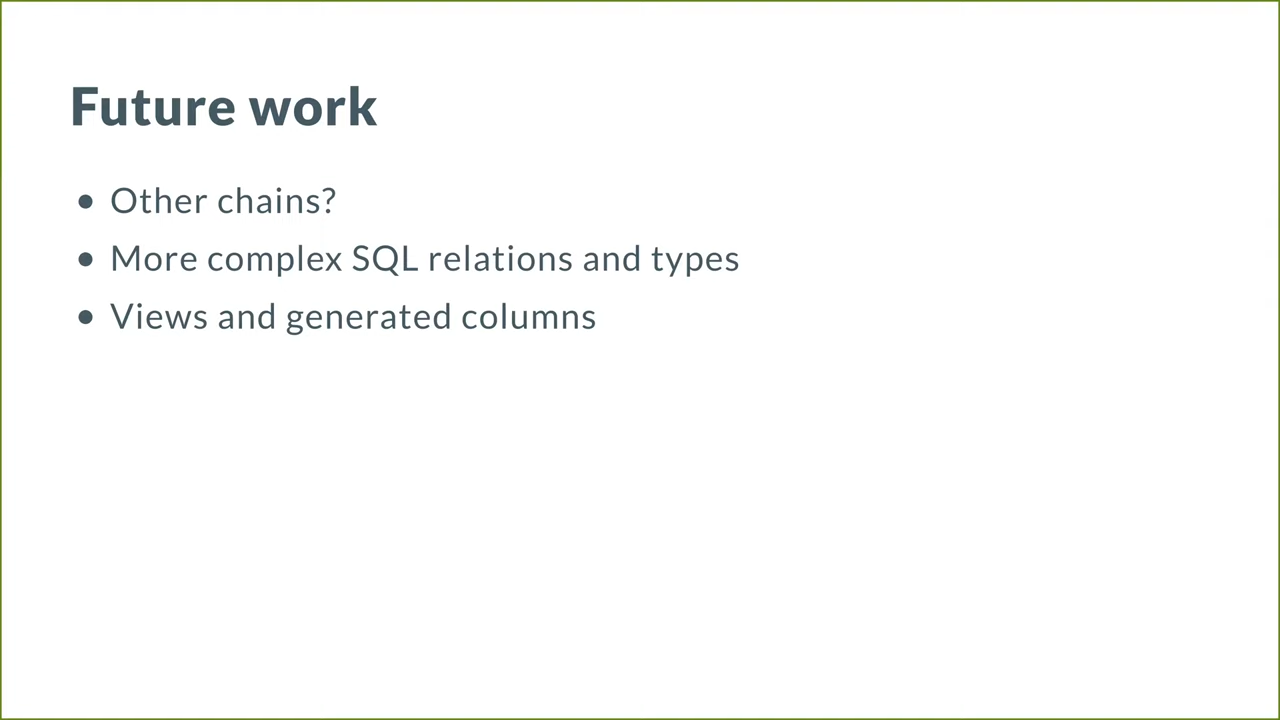 Future work
• Other chains?
• More complex SQL relations and types
• Views and generated columns